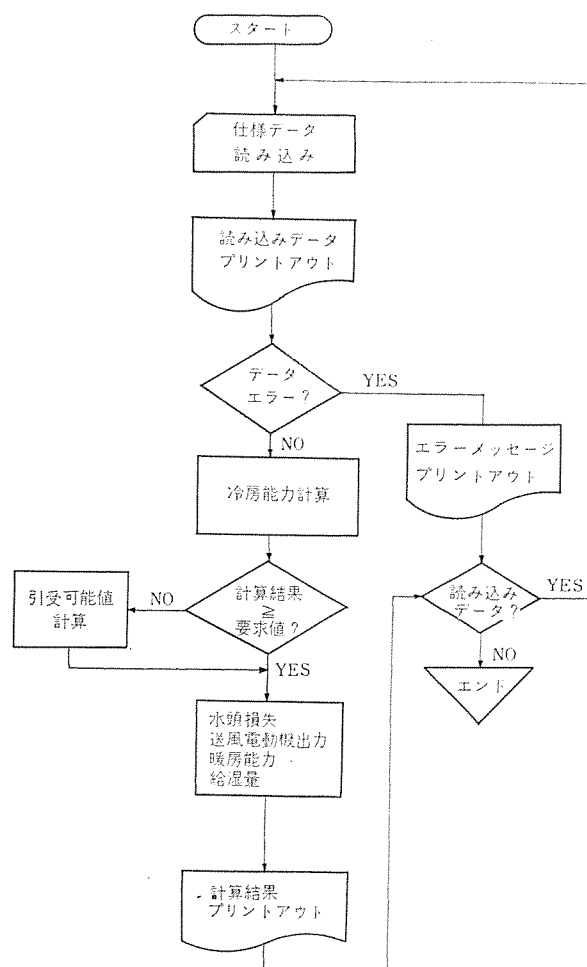 スタート
仕様データ
読み込み
読み込みデータ
プリントアウト
データ
エラー?
YES
NO
エラーメッセージ
プリントアウト
冷房能力計算
計算結果
≧
要求値?
NO
引受可能値
計算
YES
読み込み
データ?
YES
NO
エンド
水頭損失
送風電動機出力
暖房能力
給湿量
計算結果
プリントアウト